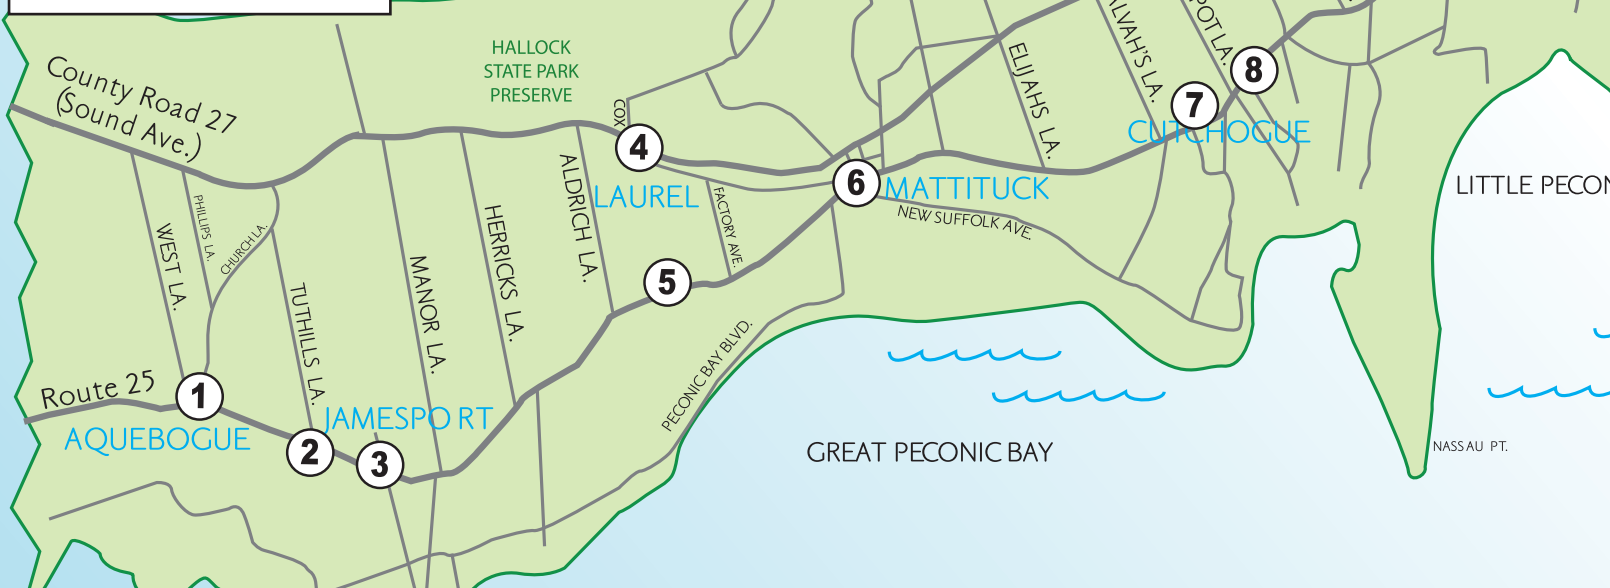 HALLOCK
STATE PARK
PRESERVE
County Road 27
(Sound Ave.)
COX
ELIJAHS LA.
LVAH'S LA.
POT LA.
8
7
CUTCHOGUE
4
LAUREL
6
MATTITUCK
LITTLE PECON
NEW SUFFOLK AVE.
FACTORY AVE.
ALDRICH LA.
HERRICKS LA.
MANOR LA.
PHILLIPS LA.
CHURCH LA.
WEST LA.
TUTHILLS LA.
5
PECONIC BAY BLVD.
Route 25
1
AQUEBOGUE
JAMESPO RT
2
3
GREAT PECONIC BAY
NASSAU PT.